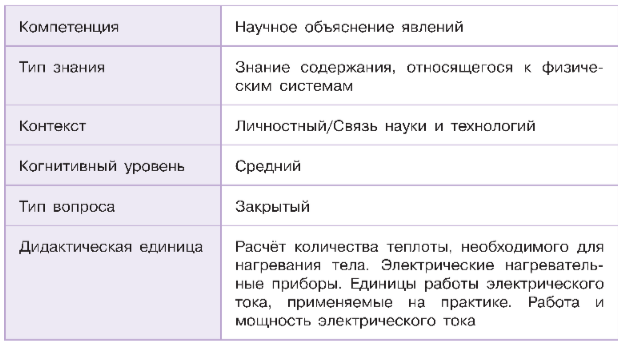 Компетенция Научное объяснение явлений
Тип знания Знание содержания, относящегося к физиче-
ским системам
Контекст Личностный/Связь науки и технологий
Когнитивный уровень Средний
Тип вопроса Закрытый
Дидактическая единица Расчёт количества теплоты, необходимого для
нагревания тела. Электрические нагреватель-
ные приборы. Единицы работы электрического
тока, применяемые на практике. Работа и
мощность электрического тока